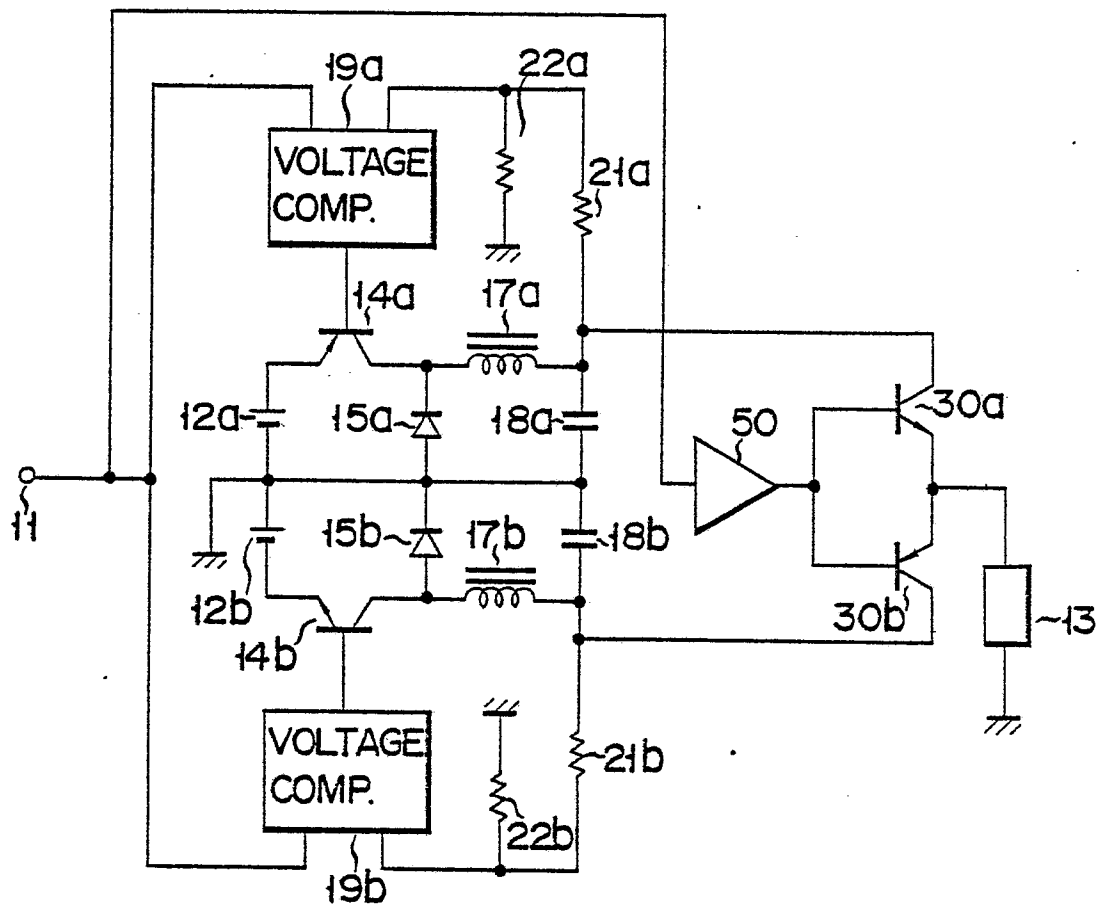 22a
19a
VOLTAGE
COMP.
21a
14a
17a
12a
15a
18a
30a
50
11
15b
17b
18b
12b
14b
30b
13
VOLTAGE
COMP.
21b
22b
19b